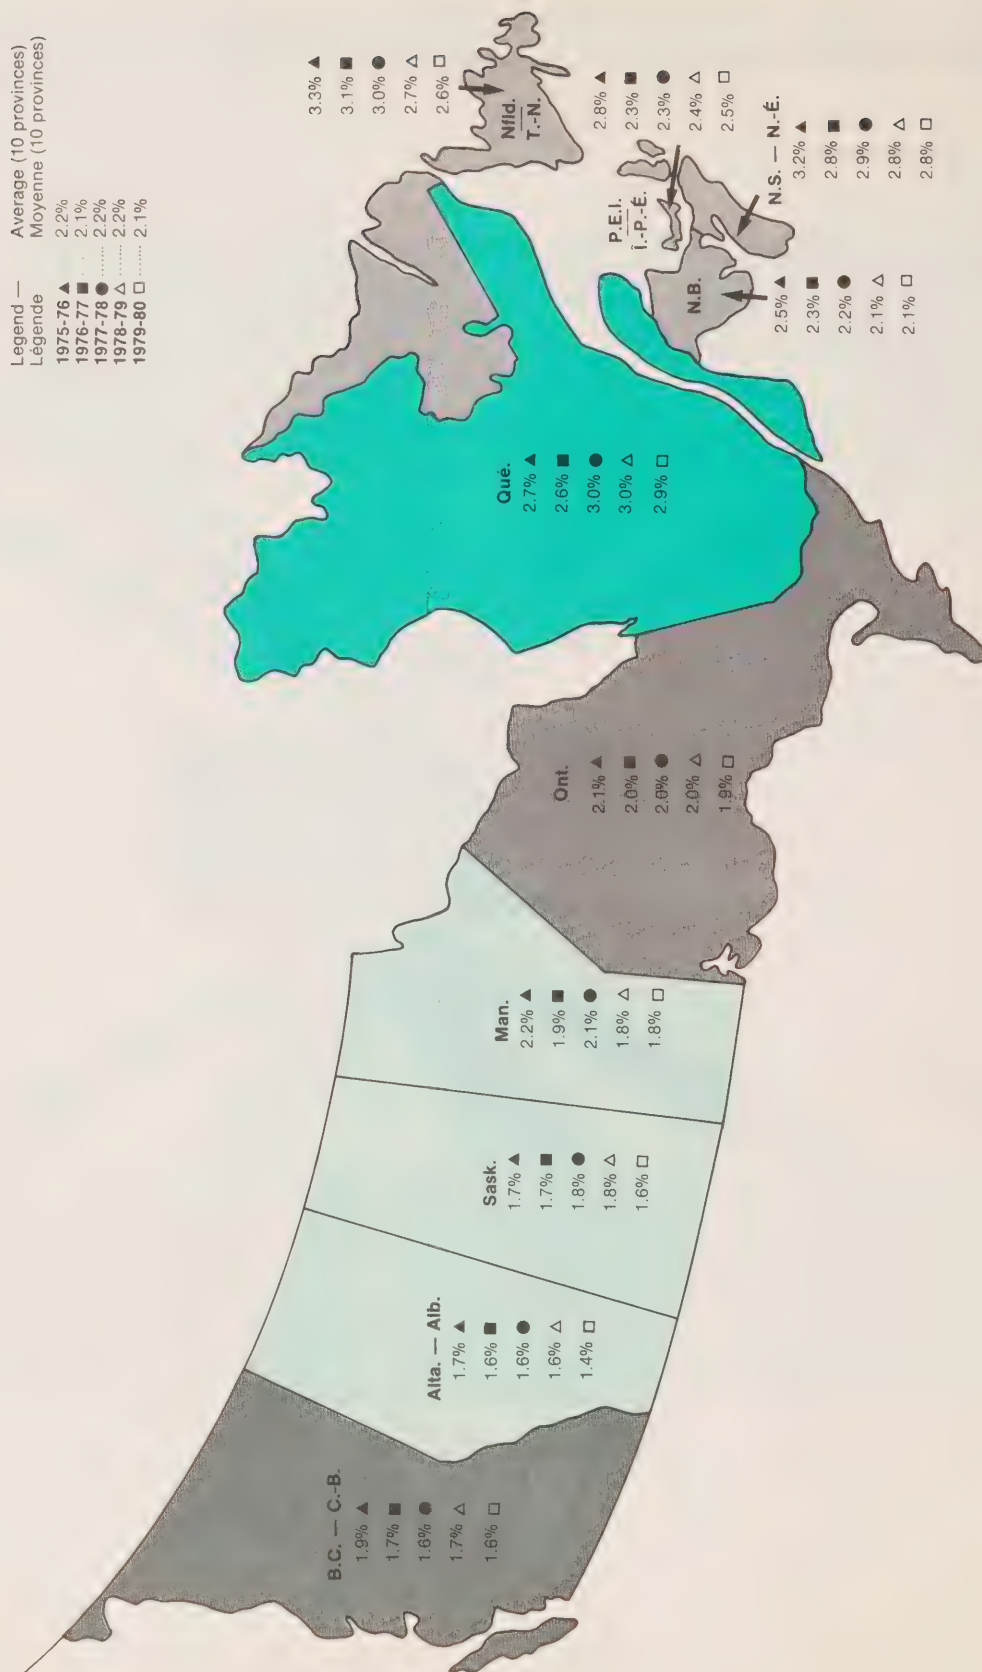 Legend — Average (10 provinces)
Légende Moyenne (10 provinces)
1975-76 ▲ 2.2%
1976-77 ■ 2.1%
1977-78 ● ........ 2.2%
1978-79 △ ........ 2.2%
1979-80 □ ........ 2.1%
B.C. — C.-B.
1.9% ▲
1.7% ■
1.6% ●
1.7% △
1.6% □
Alta. — Alb.
1.7% ▲
1.6% ■
1.6% ●
1.6% △
1.4% □
Sask.
1.7% ▲
1.7% ■
1.8% ●
1.8% △
1.6% □
Man.
2.2% ▲
1.9% ■
2.1% ●
1.8% △
1.8% □
Ont.
2.1% ▲
2.0% ■
2.0% ●
2.0% △
1.9% □
Qué.
2.7% ▲
2.6% ■
3.0% ●
3.0% △
2.9% □
Nfld.
T.-N.
3.3% ▲
3.1% ■
3.0% ●
2.7% △
2.6% □
P.E.I.
Î.-P.-É.
2.8% ▲
2.3% ■
2.3% ●
2.4% △
2.5% □
N.B.
2.5% ▲
2.3% ■
2.2% ●
2.1% △
2.1% □
N.S. — N.-É.
3.2% ▲
2.8% ■
2.9% ●
2.8% △
2.8% □